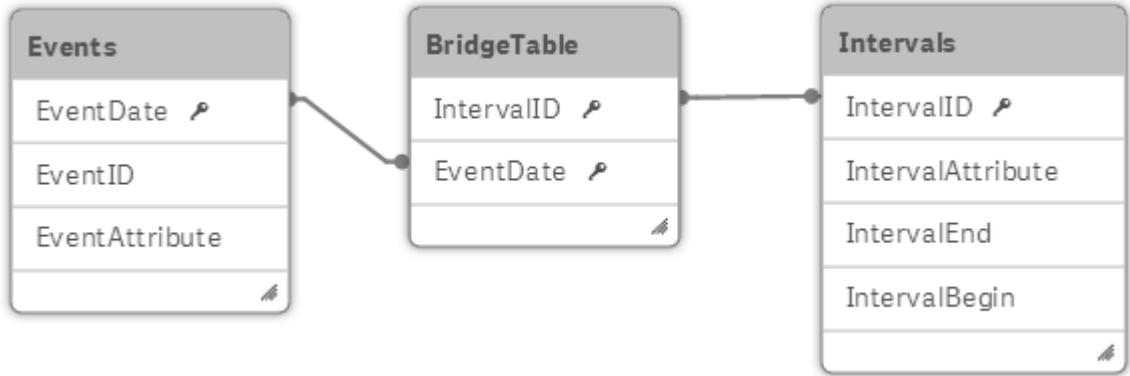 Events
EventDate
EventID
EventAttribute
BridgeTable
IntervalID
EventDate
Intervals
IntervalID
IntervalAttribute
IntervalEnd
IntervalBegin